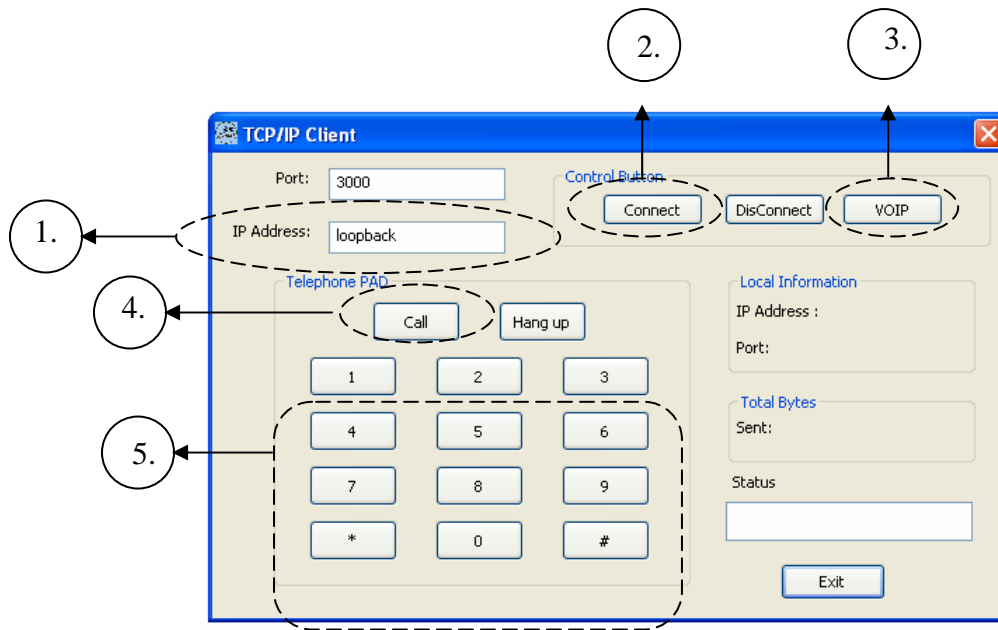 2.
3.
TCP/IP Client
Port:
3000
Control Button
Connect
DisConnect
VOIP
1.
IP Address:
loopback
Telephone PAD
Local Information
4.
Call
Hang up
IP Address :
Port:
1 2 3
Total Bytes
4 5 6
Sent:
5.
7 8 9
Status
* 0 #
Exit